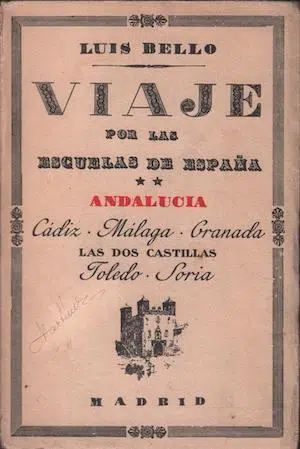 LUIS BELLO
VIAJE
POR LAS
ESCUELAS DE ESPAÑA
★ ★
ANDALUCIA
Cádiz · Málaga · Granada
LAS DOS CASTILLAS
Toledo · Soria
MADRID